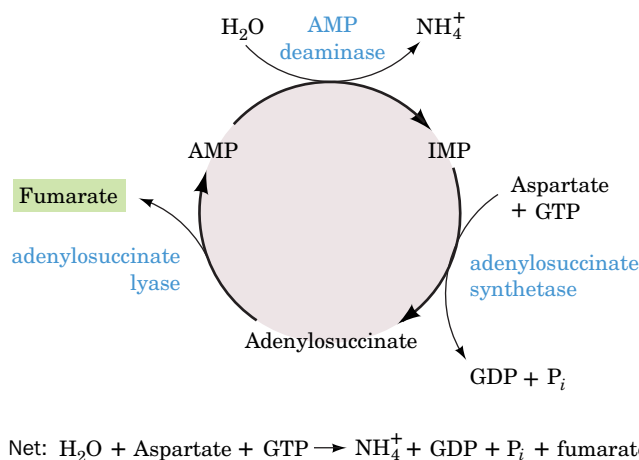 H₂O
AMP
deaminase
NH₄⁺
AMP
IMP
Fumarate
Aspartate
+ GTP
adenylosuccinate
lyase
adenylosuccinate
synthetase
Adenylosuccinate
GDP + Pᵢ
Net: H₂O + Aspartate + GTP → NH₄⁺ + GDP + Pᵢ + fumarate